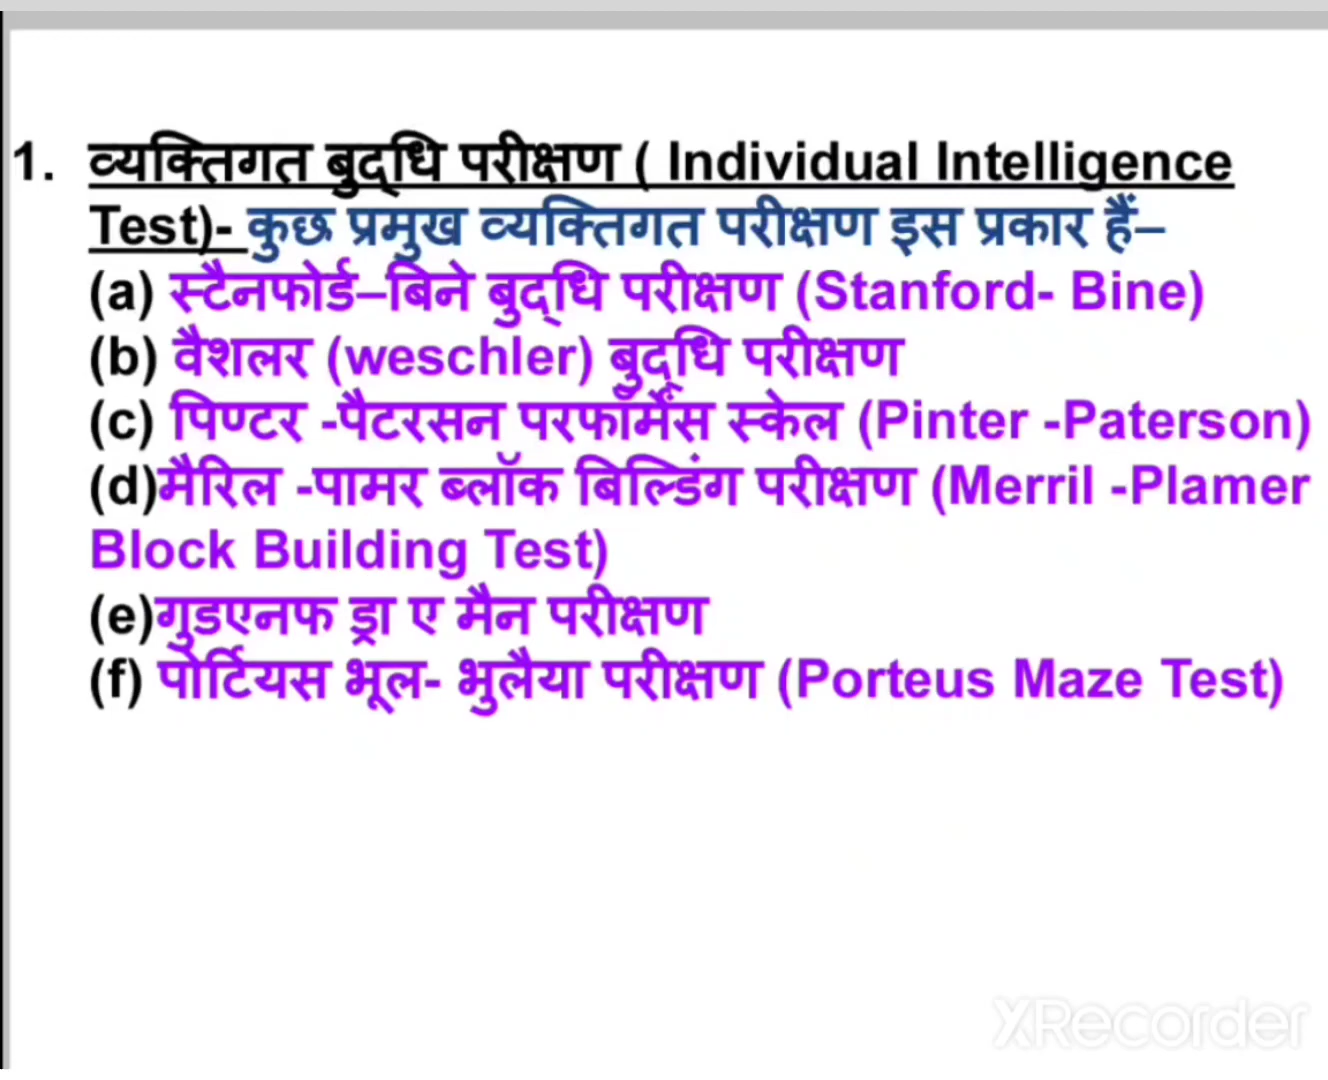 1. व्यक्तिगत बुद्धि परीक्षण ( Individual Intelligence
Test)- कुछ प्रमुख व्यक्तिगत परीक्षण इस प्रकार हैं–
(a) स्टैनफोर्ड–बिने बुद्धि परीक्षण (Stanford- Bine)
(b) वैशलर (weschler) बुद्धि परीक्षण
(c) पिण्टर -पैटरसन परफॉर्मेंस स्केल (Pinter -Paterson)
(d)मैरिल -पामर ब्लॉक बिल्डिंग परीक्षण (Merril -Plamer
Block Building Test)
(e)गुडएनफ ड्रा ए मैन परीक्षण
(f) पोर्टियस भूल- भुलैया परीक्षण (Porteus Maze Test)
XRecorder